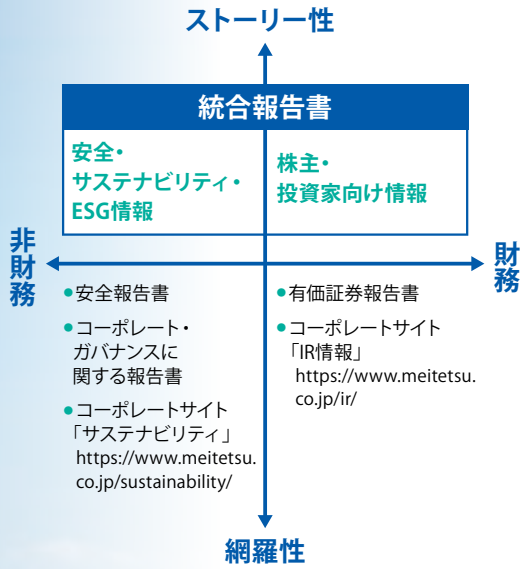 ストーリー性
統合報告書
安全・
サステナビリティ・
ESG情報
株主・
投資家向け情報
非財務
財務
●安全報告書
●コーポレート・
ガバナンスに
関する報告書
●コーポレートサイト
「サステナビリティ」
https://www.meitetsu.
co.jp/sustainability/
●有価証券報告書
●コーポレートサイト
「IR情報」
https://www.meitetsu.
co.jp/ir/
網羅性